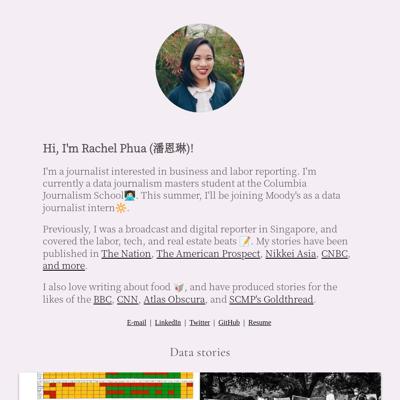 Hi, I'm Rachel Phua (潘恩琳)!
I'm a journalist interested in business and labor reporting. I'm
currently a data journalism masters student at the Columbia
Journalism School👩🏻‍💻. This summer, I'll be joining Moody's as a data
journalist intern🔆.
Previously, I was a broadcast and digital reporter in Singapore, and
covered the labor, tech, and real estate beats 📝. My stories have been
published in The Nation, The American Prospect, Nikkei Asia, CNBC,
and more.
I also love writing about food 🥡, and have produced stories for the
likes of the BBC, CNN, Atlas Obscura, and SCMP's Goldthread.
E-mail | LinkedIn | Twitter | GitHub | Resume
Data stories